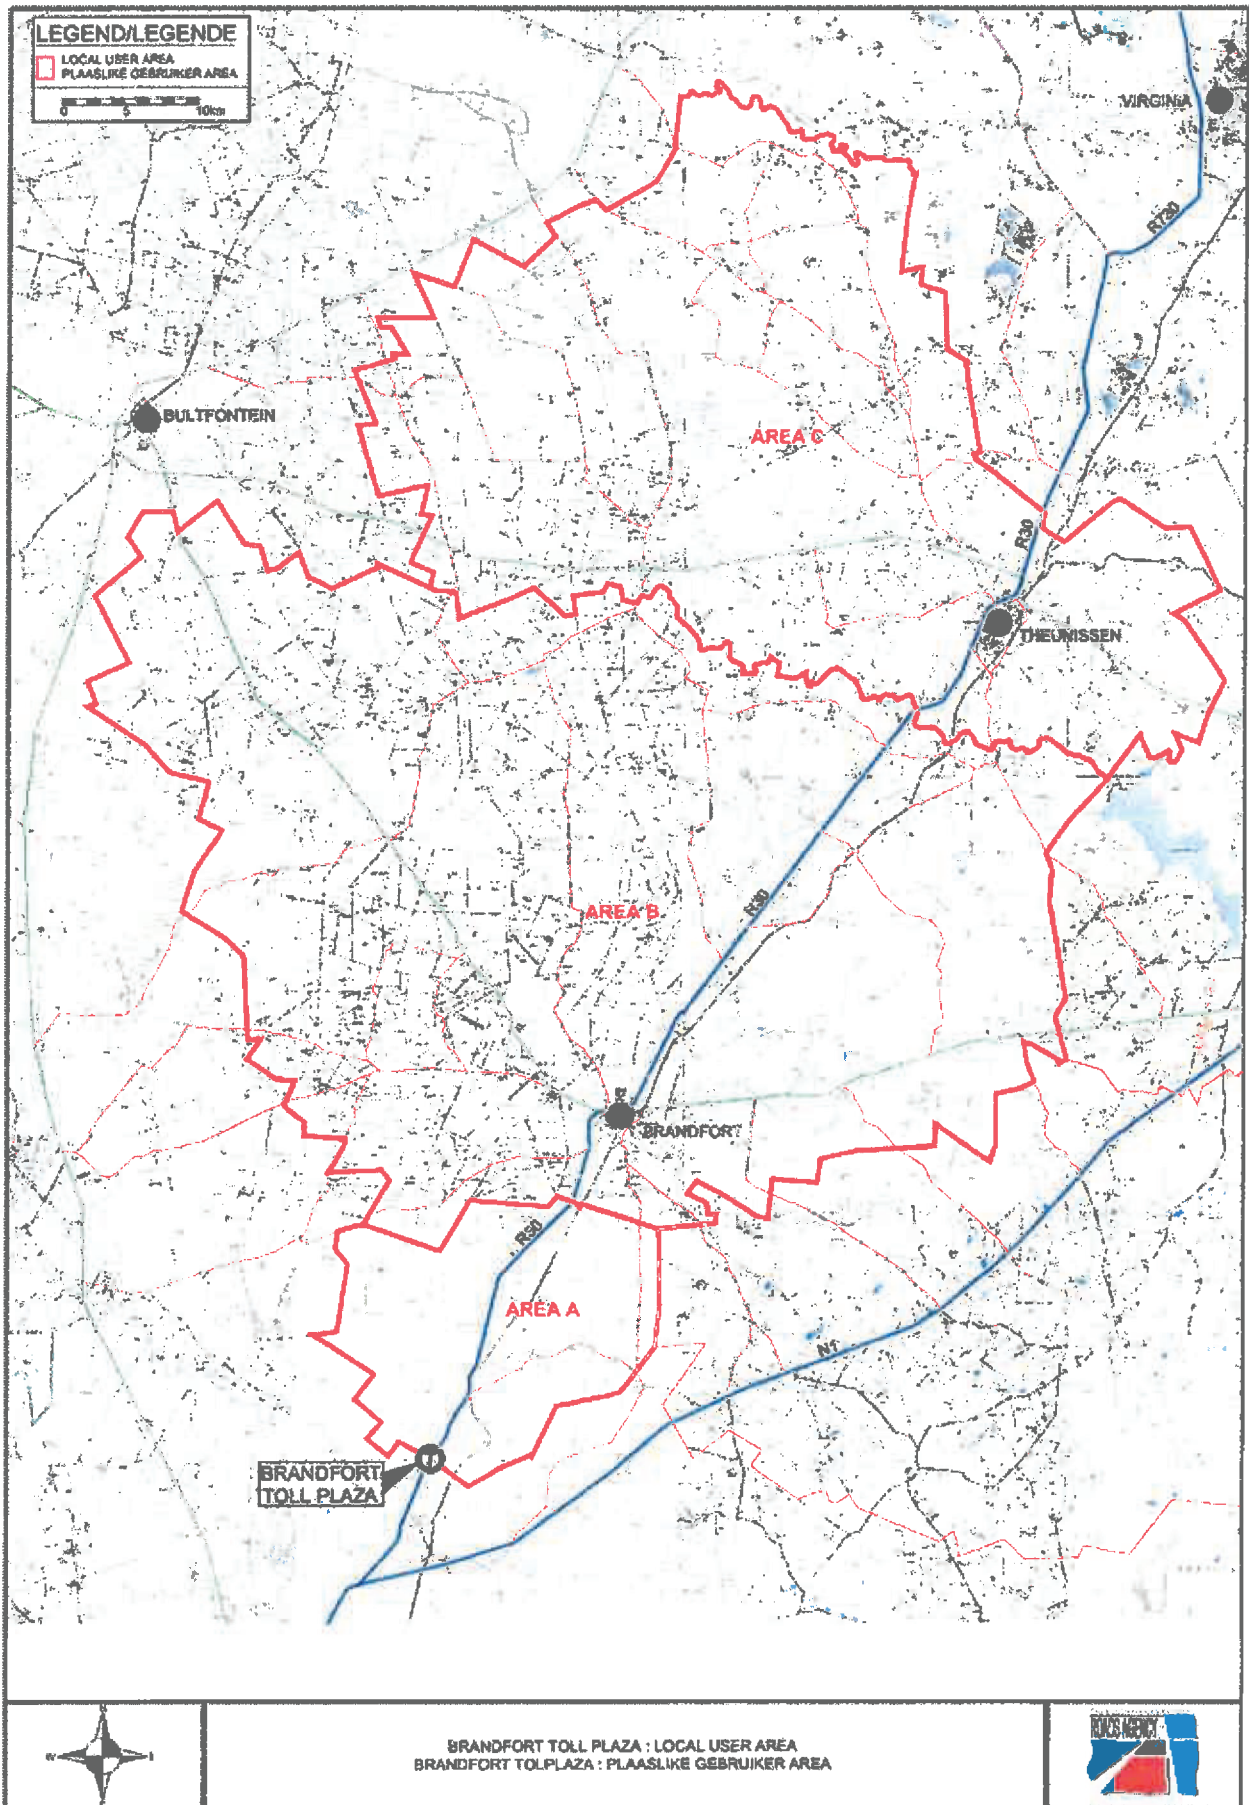 LEGEND/LEGENDE
LOCAL USER AREA
PLAASLIKE GEBRUIKER AREA
0 5 10km
VIRGINIA
R730
BULTFONTEIN
AREA C
R30
THEUNISSEN
AREA B
R30
BRANDFORT
R30
AREA A
N1
BRANDFORT
TOLL PLAZA
T
BRANDFORT TOLL PLAZA : LOCAL USER AREA
BRANDFORT TOLPLAZA : PLAASLIKE GEBRUIKER AREA
ROADS AGENCY